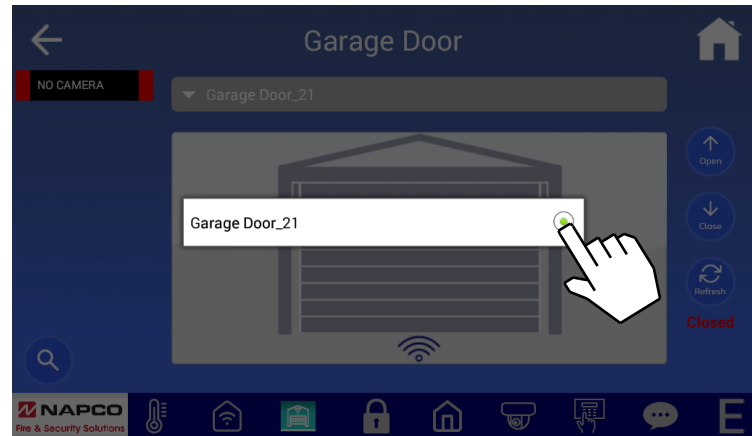 Garage Door
NO CAMERA
Garage Door_21
Open
Garage Door_21
Close
Refresh
Closed
NAPCO
Fire & Security Solutions
E